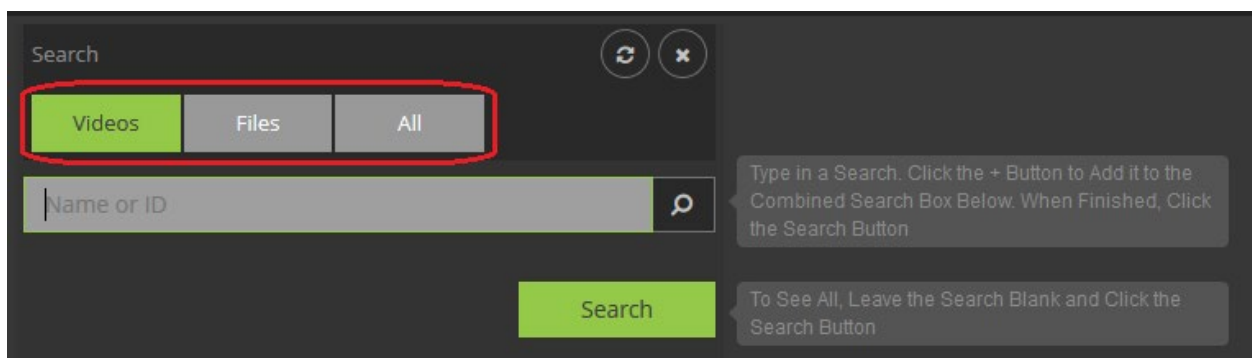 Search
Videos
Files
All
Name or ID
Type in a Search. Click the + Button to Add it to the
Combined Search Box Below. When Finished, Click
the Search Button
Search
To See All, Leave the Search Blank and Click the
Search Button